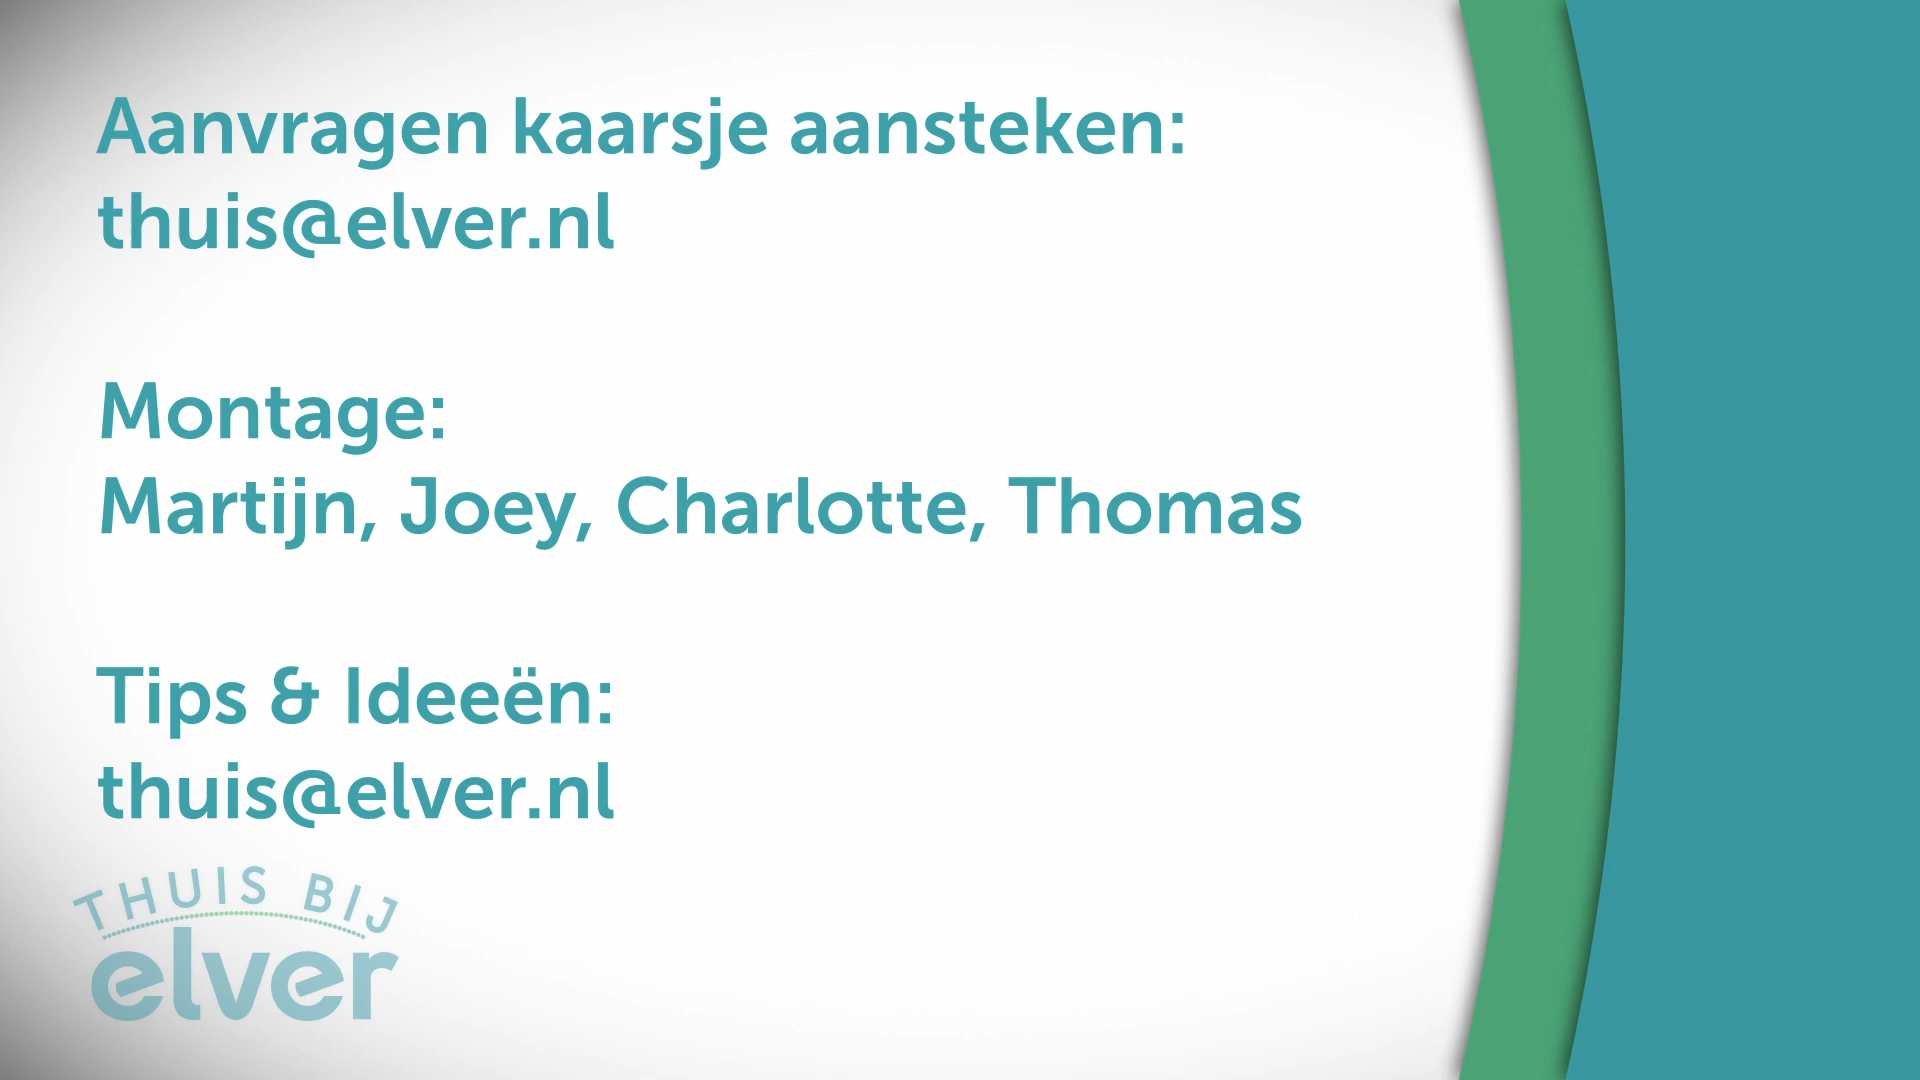 Aanvragen kaarsje aansteken:
thuis@elver.nl
Montage:
Martijn, Joey, Charlotte, Thomas
Tips & Ideeën:
thuis@elver.nl
THUIS BIJ
elver